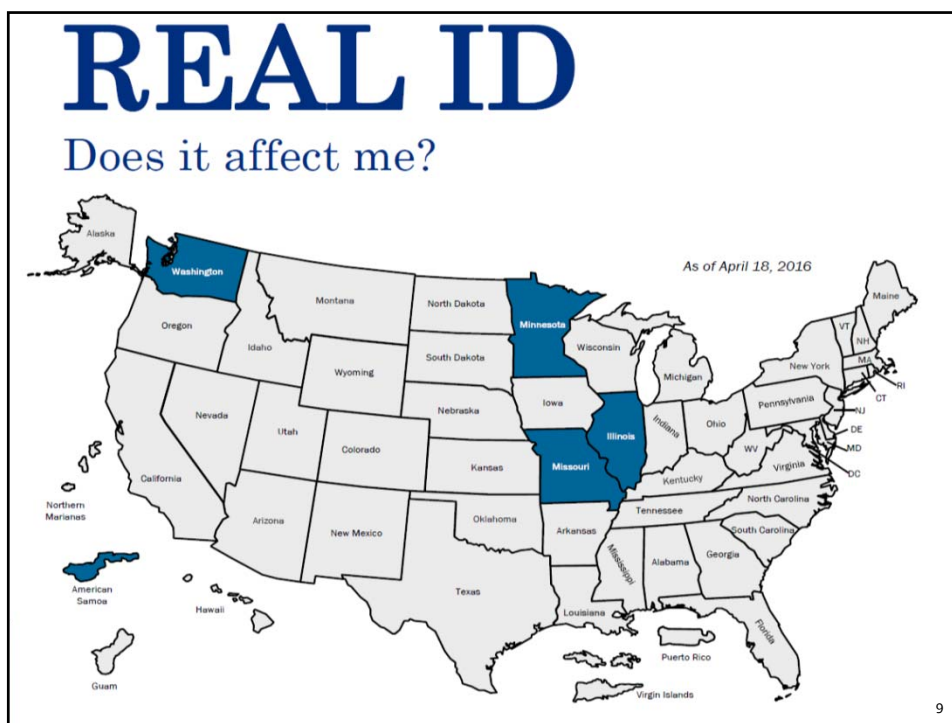 REAL ID
Does it affect me?
As of April 18, 2016
Alaska
Washington
Montana
North Dakota
Minnesota
Maine
Oregon
Idaho
South Dakota
Wisconsin
Michigan
VT
NH
New York
MA
RI
CT
Wyoming
Nebraska
Iowa
Pennsylvania
NJ
Nevada
Utah
Colorado
Illinois
Indiana
Ohio
WV
DE
MD
DC
Kansas
Missouri
Kentucky
Virginia
California
Northern
Marianas
Arizona
New Mexico
Oklahoma
Arkansas
Tennessee
North Carolina
South Carolina
American
Samoa
Hawaii
Texas
Louisiana
Mississippi
Alabama
Georgia
Florida
Guam
Puerto Rico
Virgin Islands
9